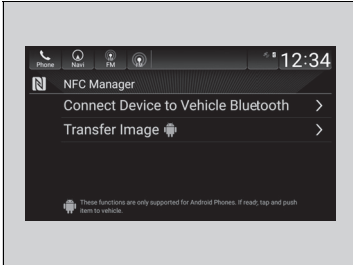 Phone Navi FM
12:34
NFC Manager
Connect Device to Vehicle Bluetooth
Transfer Image
These functions are only supported for Android Phones. If ready, tap and push
item to vehicle.